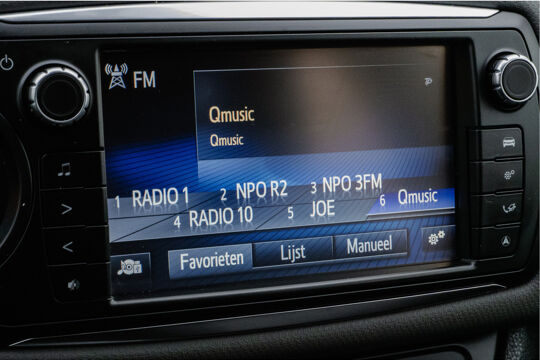 FM
Qmusic
Qmusic
1 RADIO 1 2 NPO R2 3 NPO 3FM
4 RADIO 10 5 JOE 6 Qmusic
Favorieten Lijst Manueel